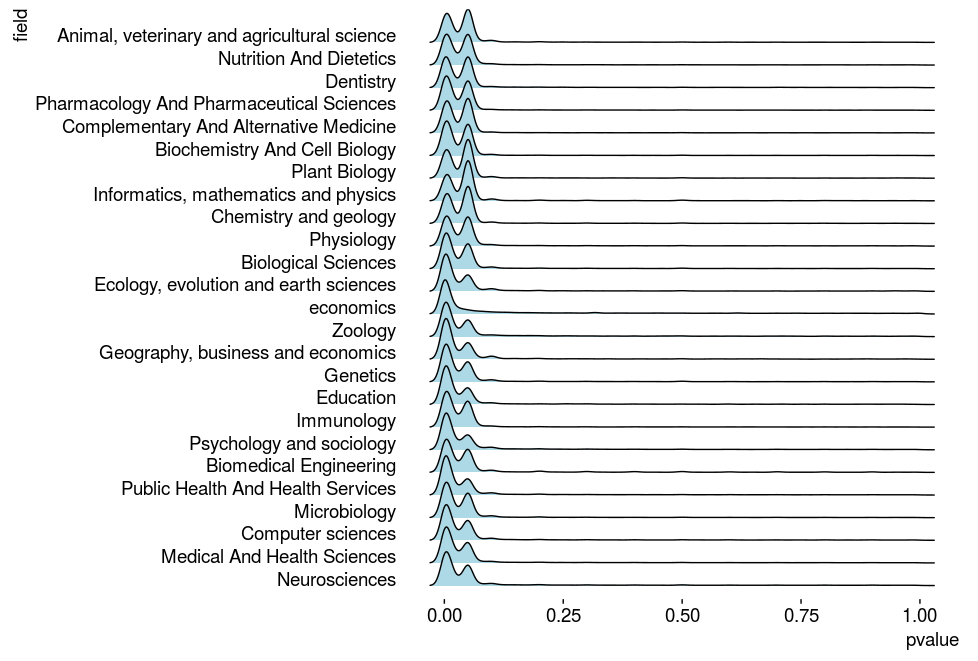 field
Animal, veterinary and agricultural science
Nutrition And Dietetics
Dentistry
Pharmacology And Pharmaceutical Sciences
Complementary And Alternative Medicine
Biochemistry And Cell Biology
Plant Biology
Informatics, mathematics and physics
Chemistry and geology
Physiology
Biological Sciences
Ecology, evolution and earth sciences
economics
Zoology
Geography, business and economics
Genetics
Education
Immunology
Psychology and sociology
Biomedical Engineering
Public Health And Health Services
Microbiology
Computer sciences
Medical And Health Sciences
Neurosciences
0.00 0.25 0.50 0.75 1.00
pvalue